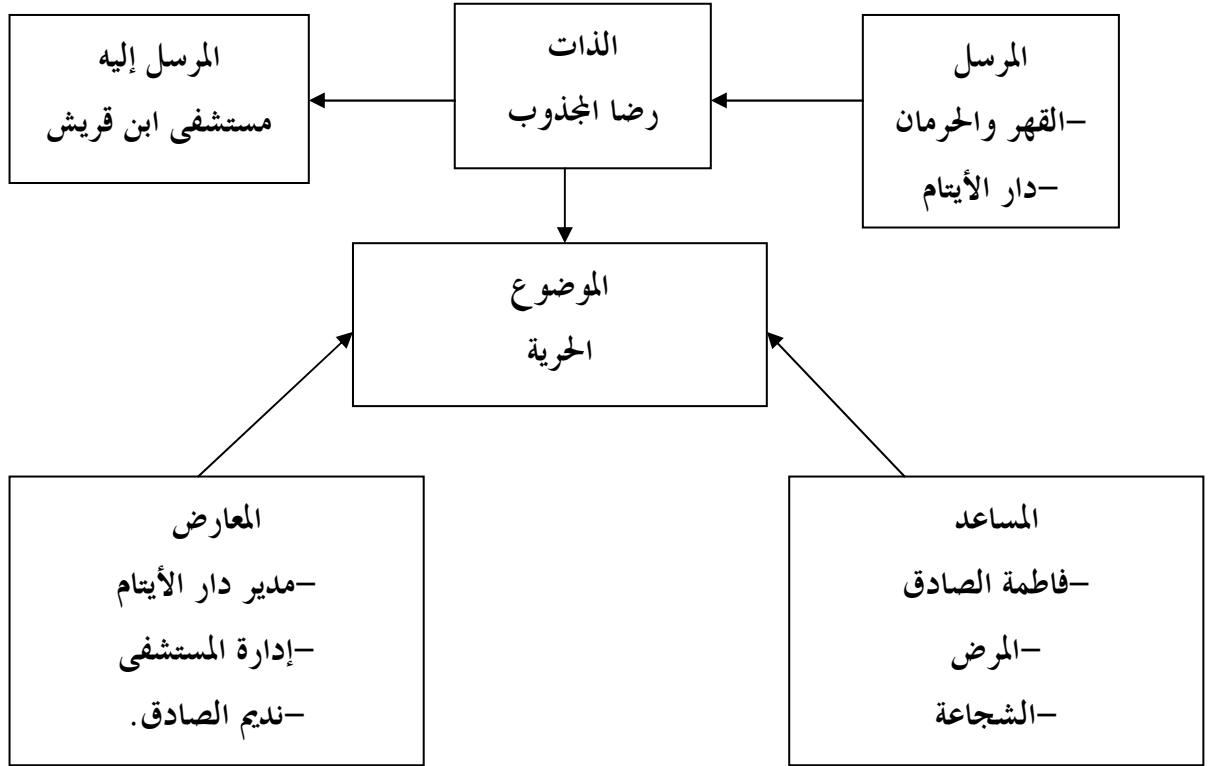 المرسل
–القهر والحرمان
–دار الأيتام
الذات
رضا المجذوب
المرسل إليه
مستشفى ابن قريش
الموضوع
الحرية
المساعد
–فاطمة الصادق
–المرض
–الشجاعة
المعارض
–مدير دار الأيتام
–إدارة المستشفى
–نديم الصادق.